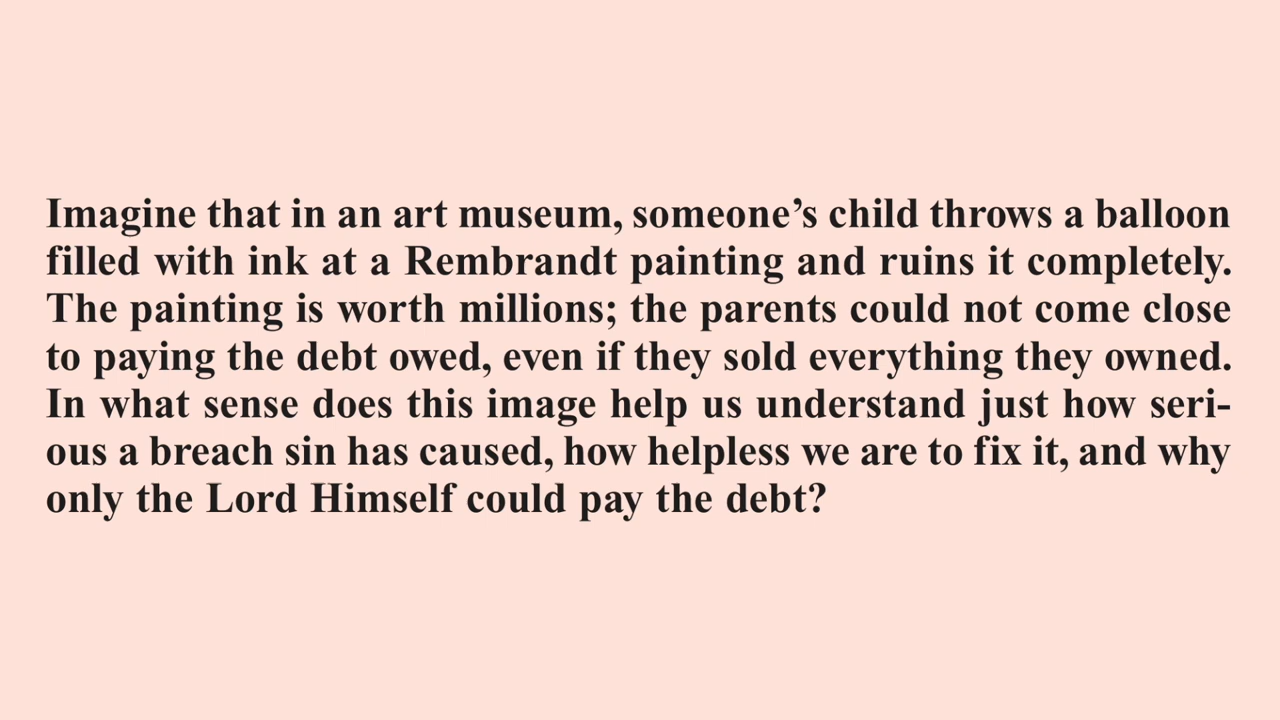 Imagine that in an art museum, someone’s child throws a balloon
filled with ink at a Rembrandt painting and ruins it completely.
The painting is worth millions; the parents could not come close
to paying the debt owed, even if they sold everything they owned.
In what sense does this image help us understand just how seri-
ous a breach sin has caused, how helpless we are to fix it, and why
only the Lord Himself could pay the debt?